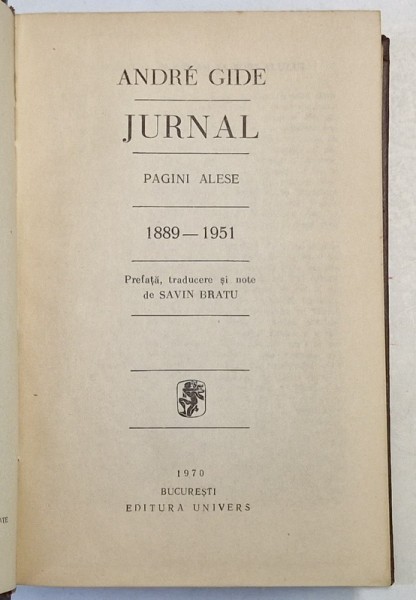 ANDRÉ GIDE
JURNAL
PAGINI ALESE
1889—1951
Prefață, traducere și note
de SAVIN BRATU
1970
BUCUREȘTI
EDITURA UNIVERS